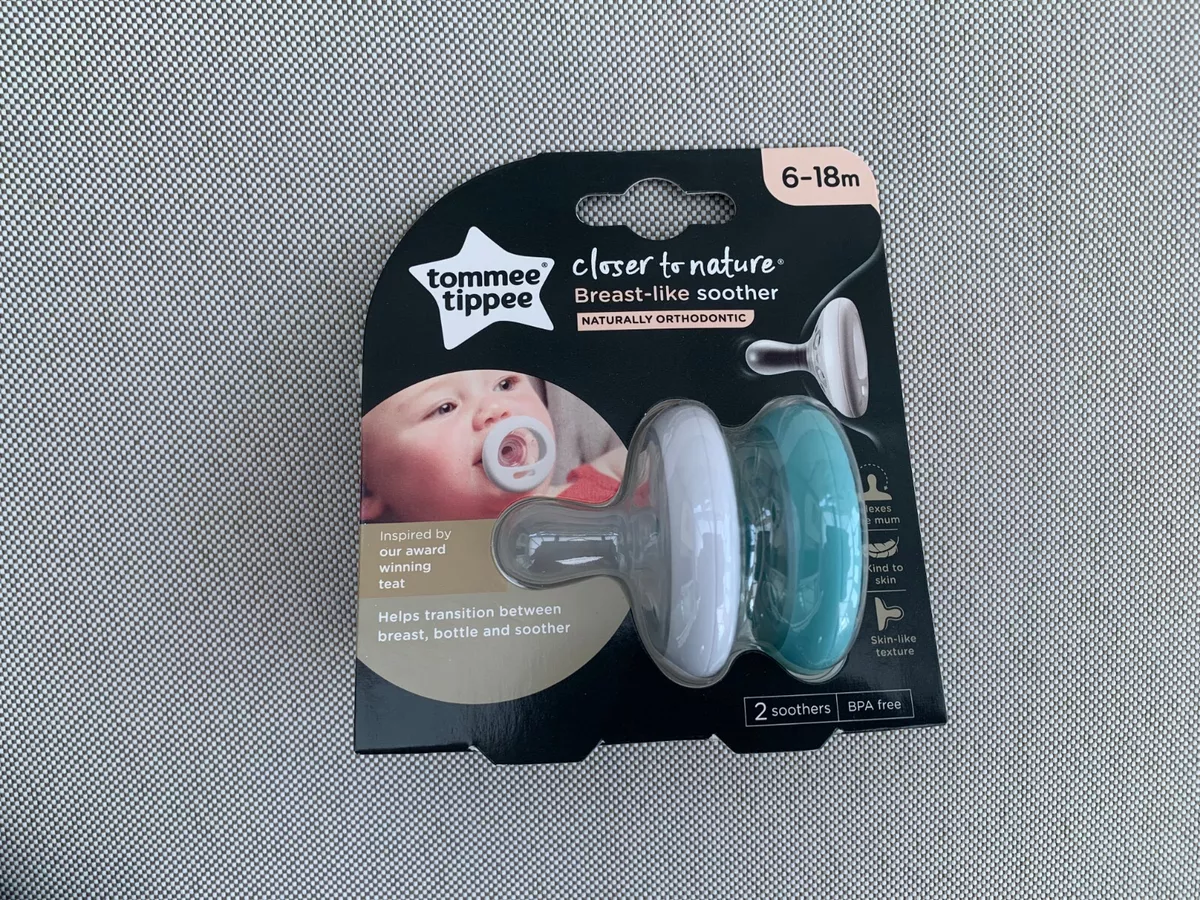 6-18m
tommee®
tippee
closer to nature®
Breast-like soother
NATURALLY ORTHODONTIC
Inspired by
our award
winning
teat
Helps transition between
breast, bottle and soother
mum
Kind to
skin
Skin-like
texture
2 soothers
BPA free